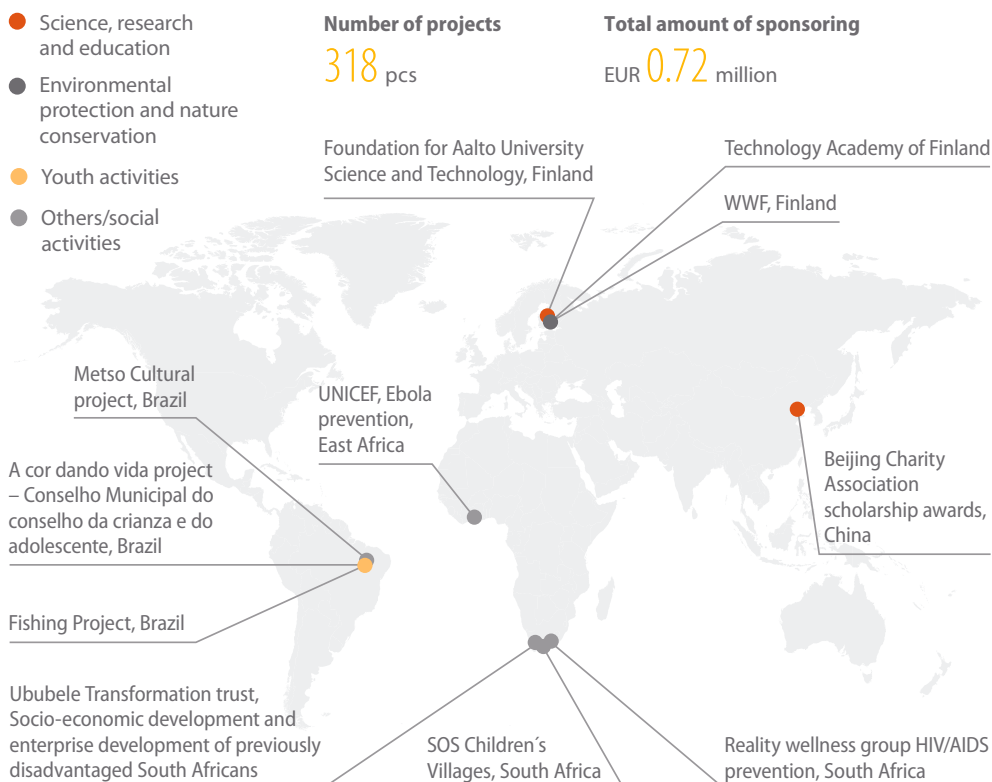 Science, research
and education
Environmental
protection and nature
conservation
Youth activities
Others/social
activities
Number of projects
318 pcs
Total amount of sponsoring
EUR 0.72 million
Foundation for Aalto University
Science and Technology, Finland
Technology Academy of Finland
WWF, Finland
Metso Cultural
project, Brazil
UNICEF, Ebola
prevention,
East Africa
A cor dando vida project
– Conselho Municipal do
conselho da crianza e do
adolescente, Brazil
Beijing Charity
Association
scholarship awards,
China
Fishing Project, Brazil
Ububele Transformation trust,
Socio-economic development and
enterprise development of previously
disadvantaged South Africans
SOS Children´s
Villages, South Africa
Reality wellness group HIV/AIDS
prevention, South Africa